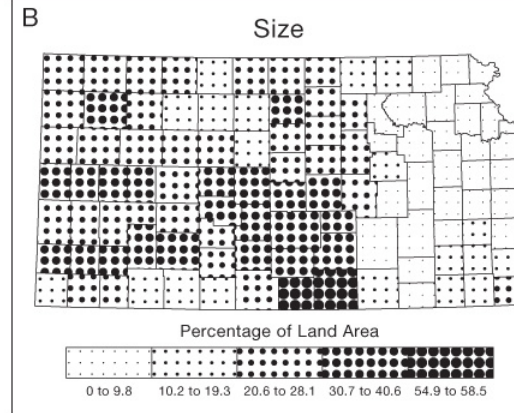 B
Size
Percentage of Land Area
0 to 9.8 10.2 to 19.3 20.6 to 28.1 30.7 to 40.6 54.9 to 58.5